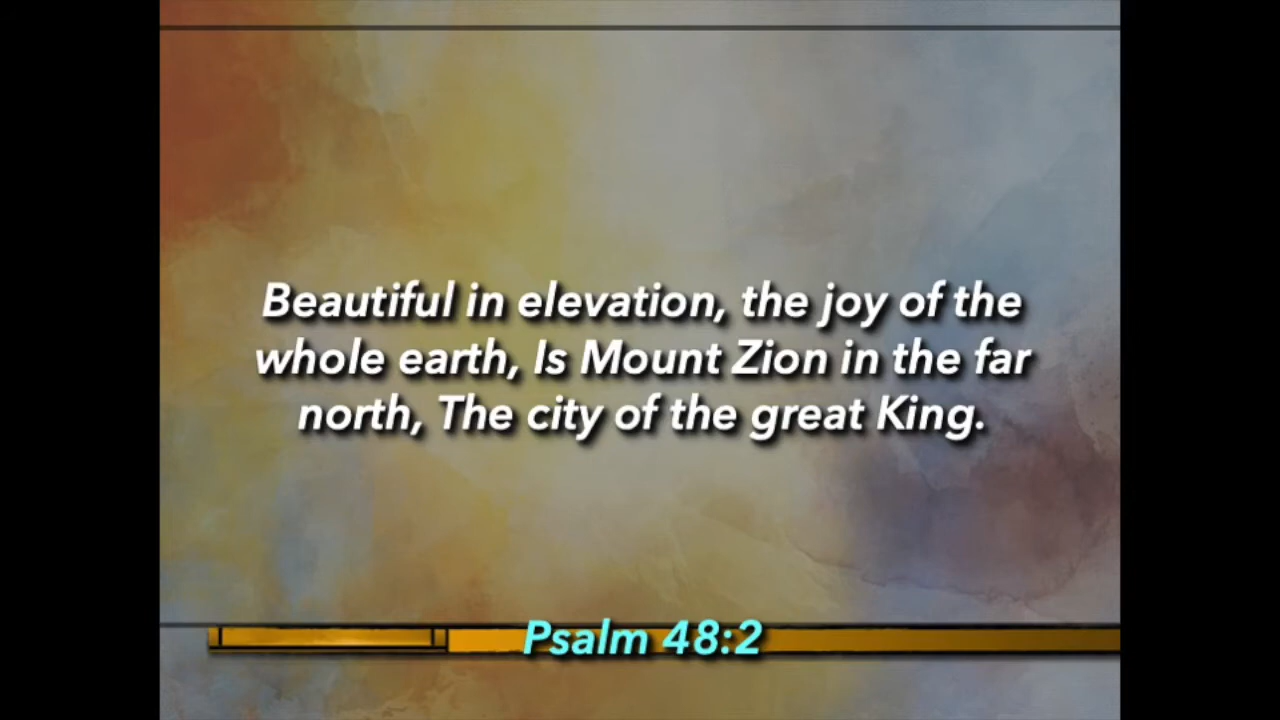 Beautiful in elevation, the joy of the
whole earth, Is Mount Zion in the far
north, The city of the great King.
Psalm 48:2